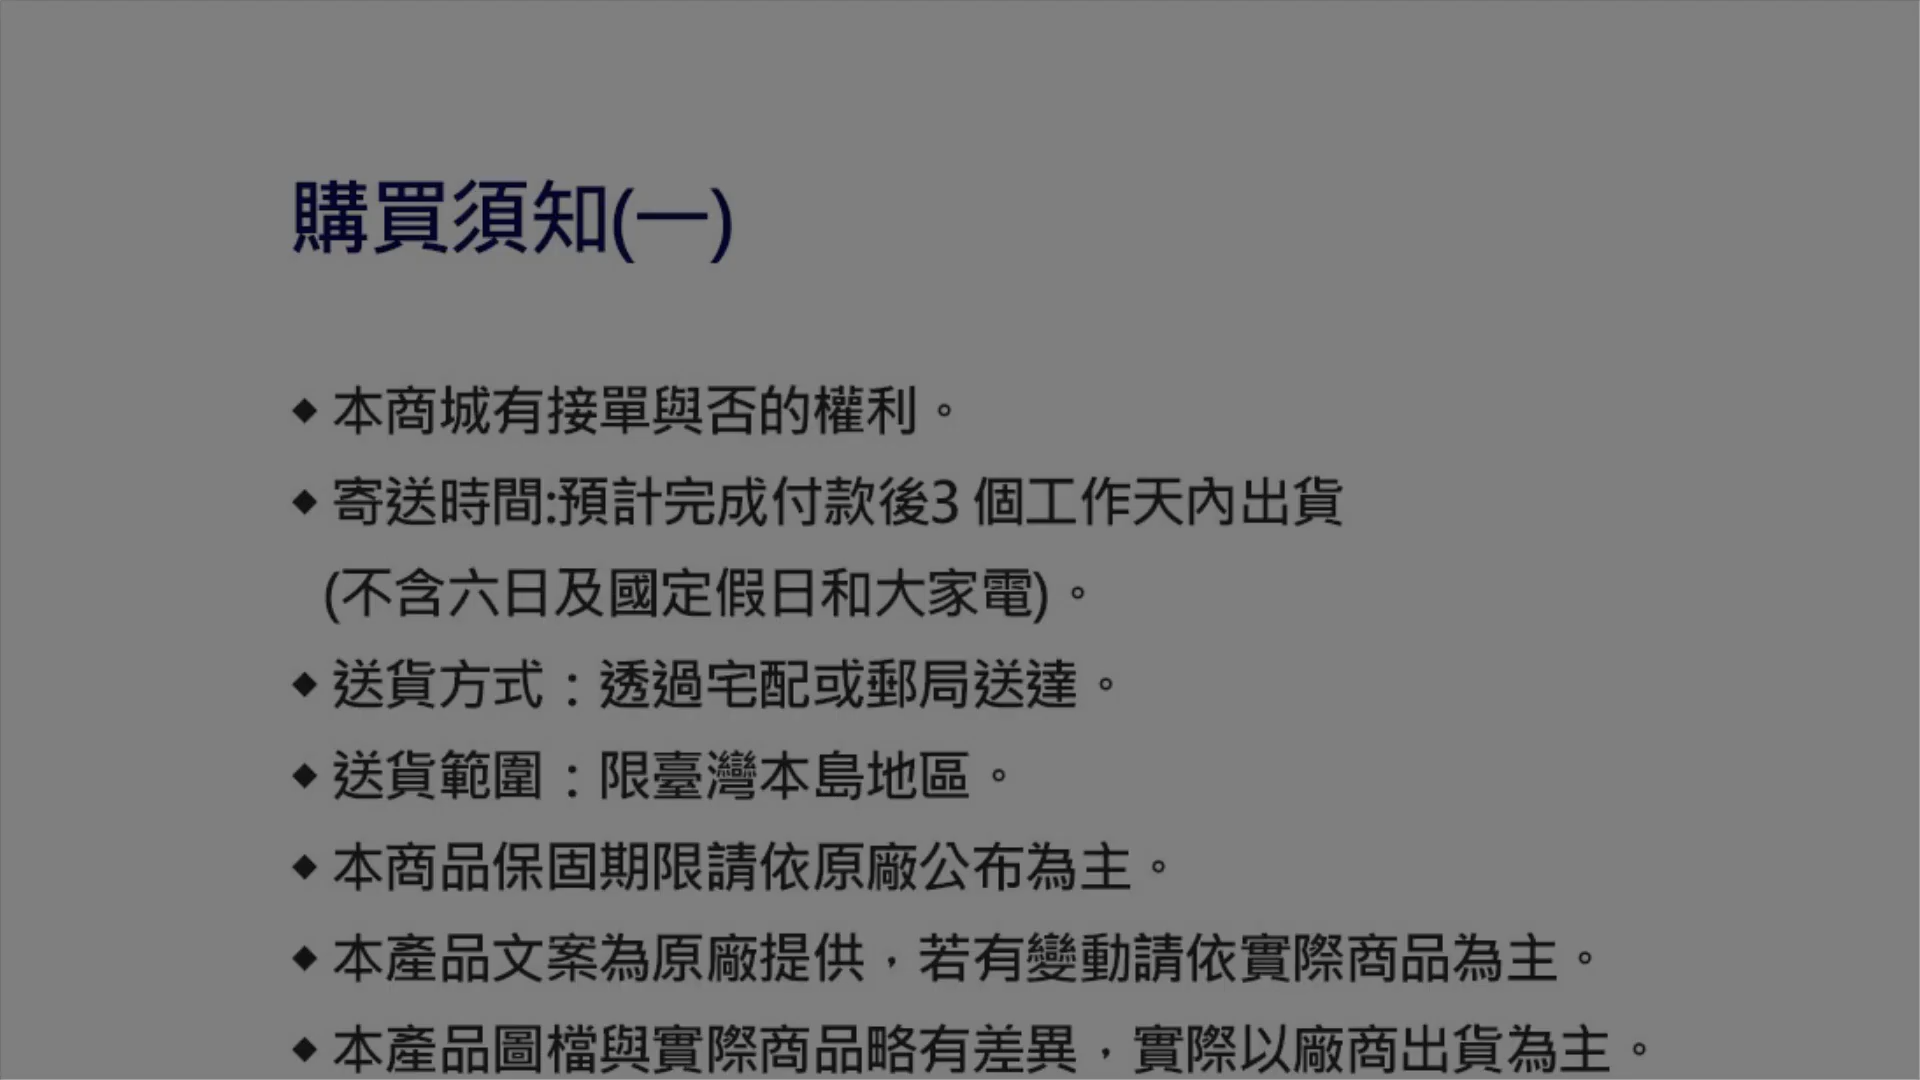 購買須知(一)
◆ 本商城有接單與否的權利。
◆ 寄送時間:預計完成付款後3 個工作天內出貨
(不含六日及國定假日和大家電)。
◆ 送貨方式：透過宅配或郵局送達。
◆ 送貨範圍：限臺灣本島地區。
◆ 本商品保固期限請依原廠公布為主。
◆ 本產品文案為原廠提供，若有變動請依實際商品為主。
◆ 本產品圖檔與實際商品略有差異，實際以廠商出貨為主。